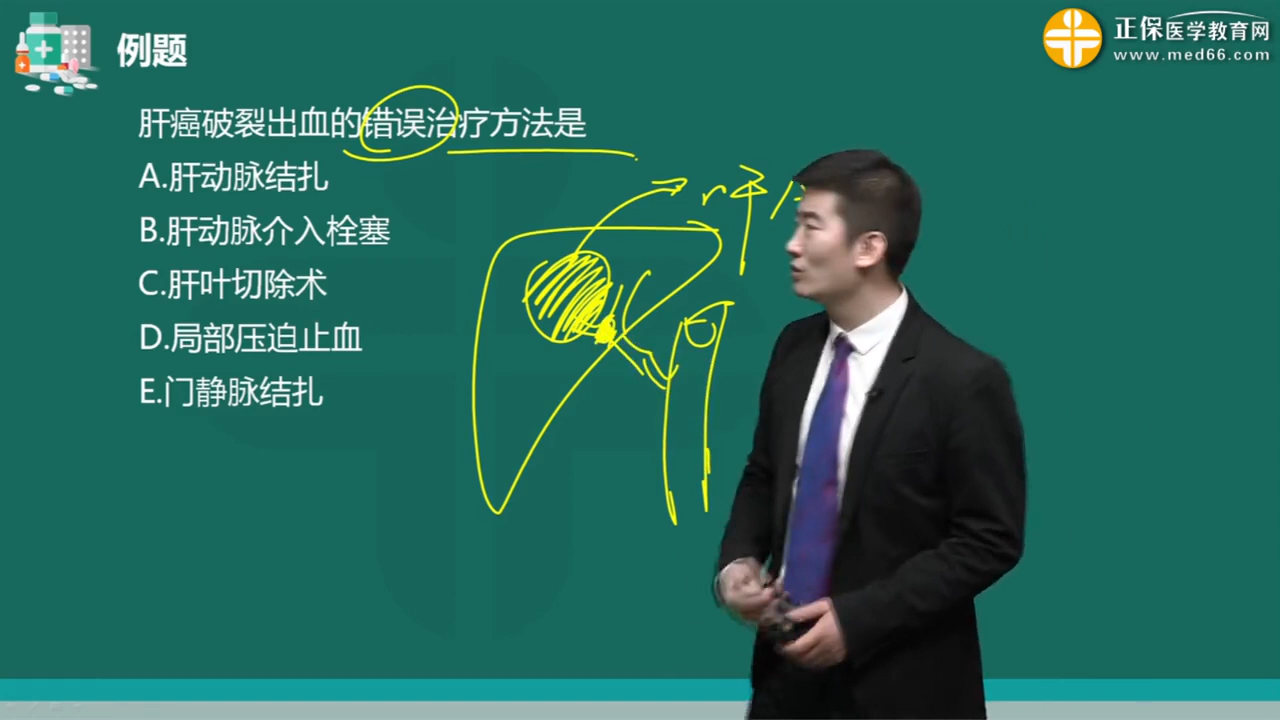 例题
正保医学教育网
www.med66.com
肝癌破裂出血的错误治疗方法是
A.肝动脉结扎
B.肝动脉介入栓塞
C.肝叶切除术
D.局部压迫止血
E.门静脉结扎